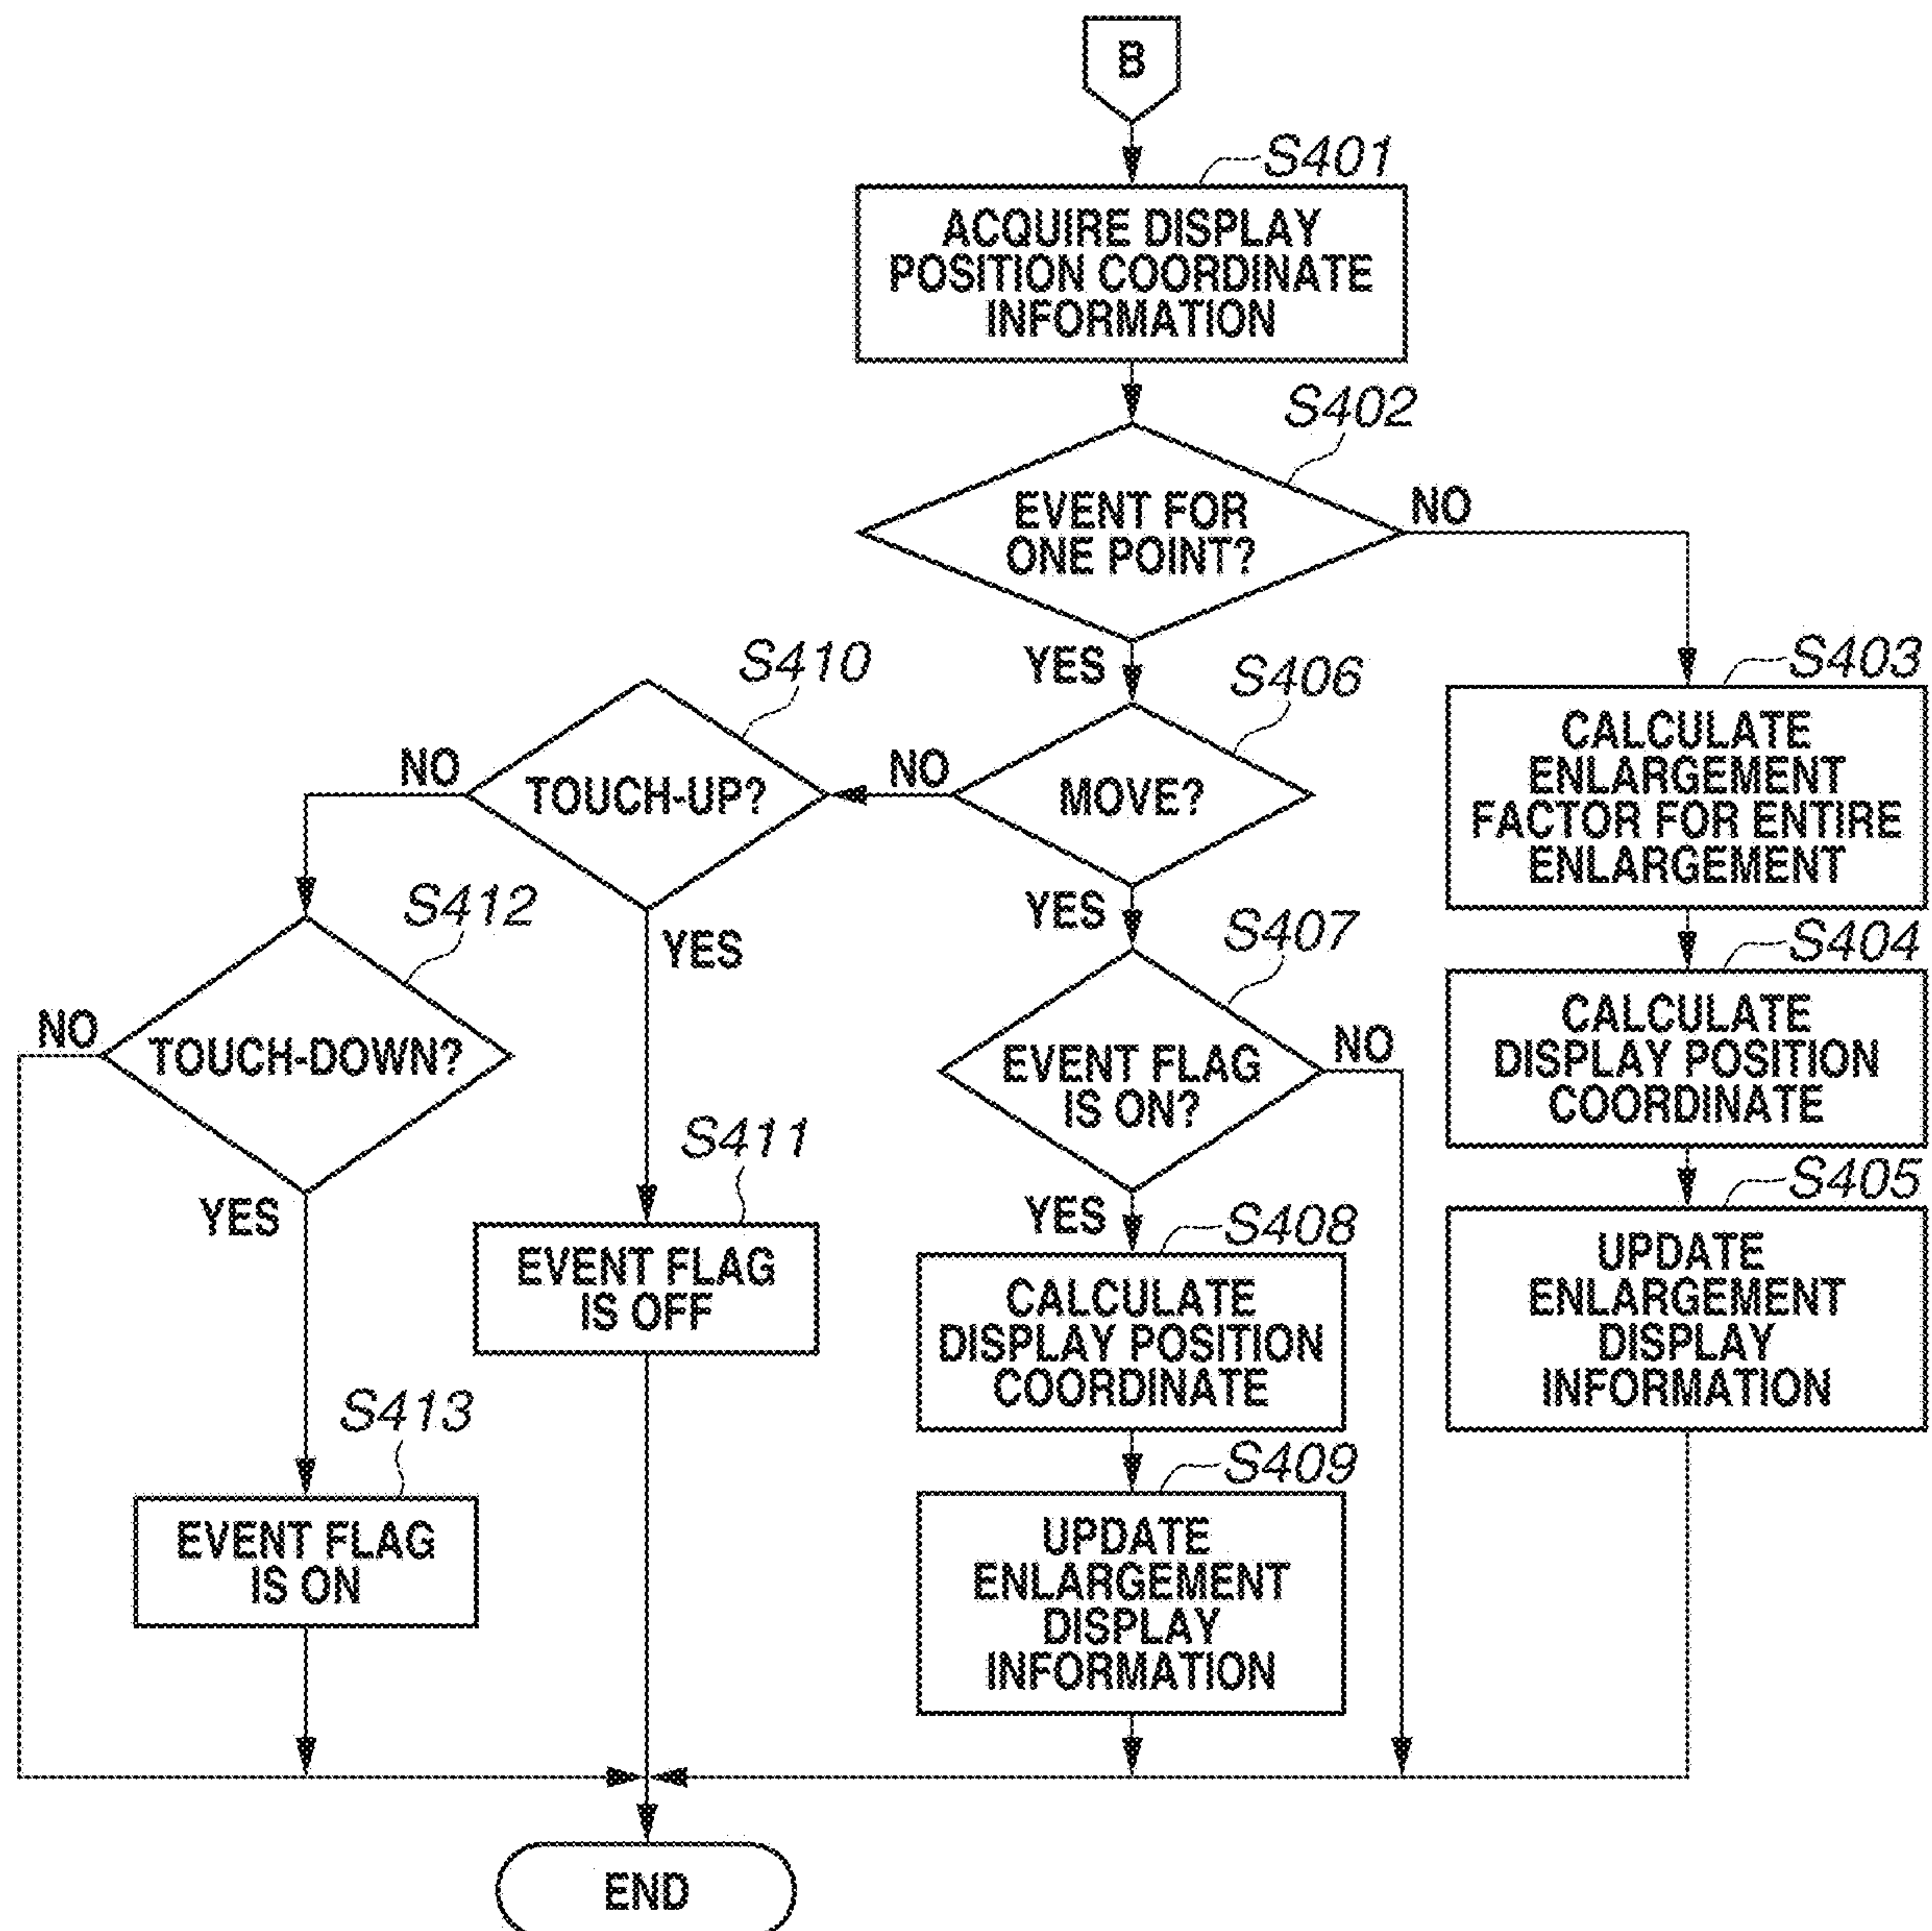 B
S401
ACQUIRE DISPLAY
POSITION COORDINATE
INFORMATION
S402
EVENT FOR
ONE POINT?
NO
YES
S403
CALCULATE
ENLARGEMENT
FACTOR FOR ENTIRE
ENLARGEMENT
S404
CALCULATE
DISPLAY POSITION
COORDINATE
S405
UPDATE
ENLARGEMENT
DISPLAY
INFORMATION
S406
MOVE?
NO
YES
S407
EVENT FLAG
IS ON?
NO
YES
S408
CALCULATE
DISPLAY POSITION
COORDINATE
S409
UPDATE
ENLARGEMENT
DISPLAY
INFORMATION
S410
TOUCH-UP?
NO
YES
S411
EVENT FLAG
IS OFF
S412
TOUCH-DOWN?
NO
YES
S413
EVENT FLAG
IS ON
END